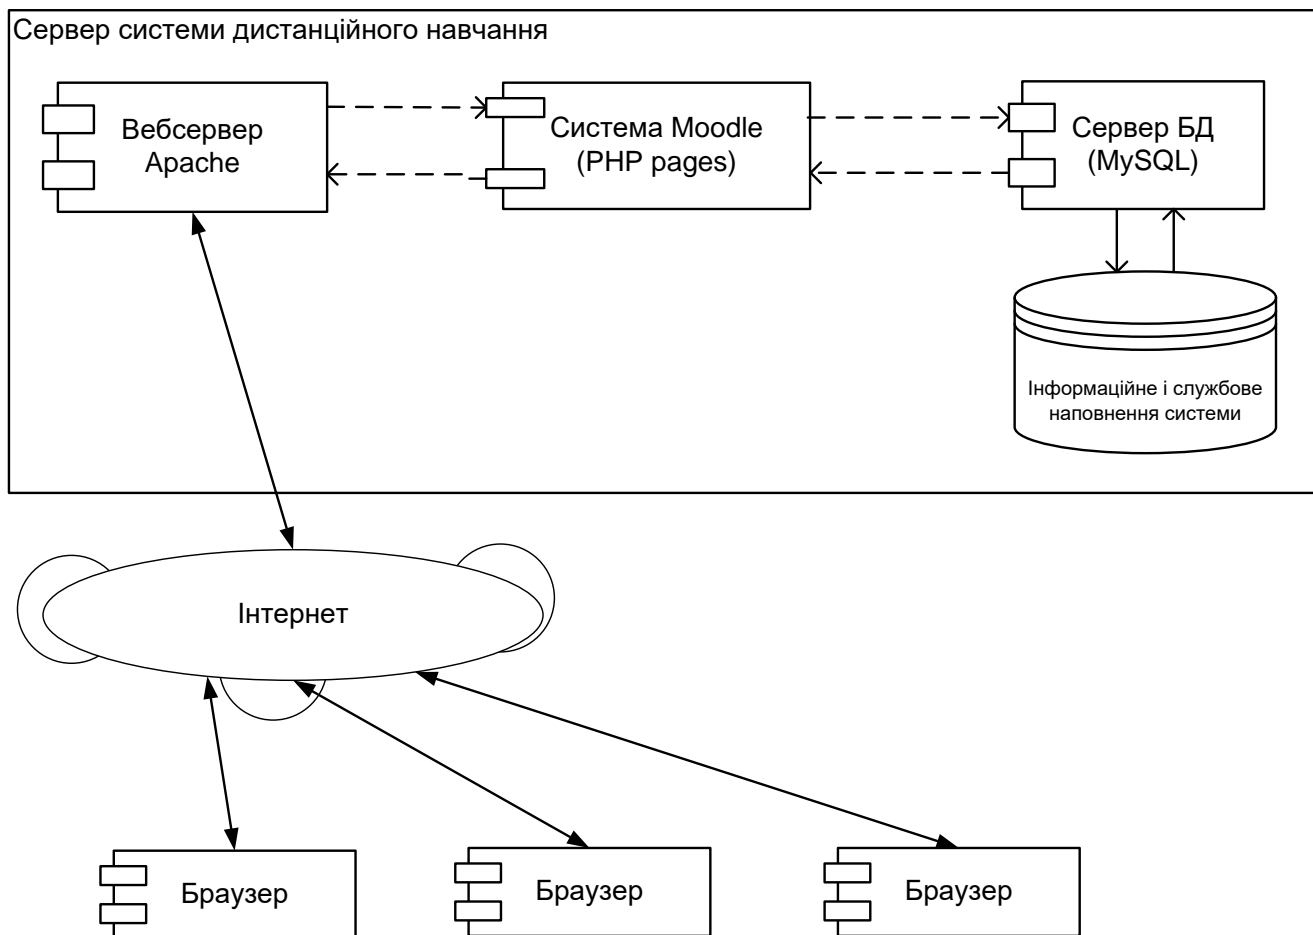 Сервер системи дистанційного навчання
Вебсервер
Apache
Система Moodle
(PHP pages)
Сервер БД
(MySQL)
Інформаційне і службове
наповнення системи
Інтернет
Браузер
Браузер
Браузер